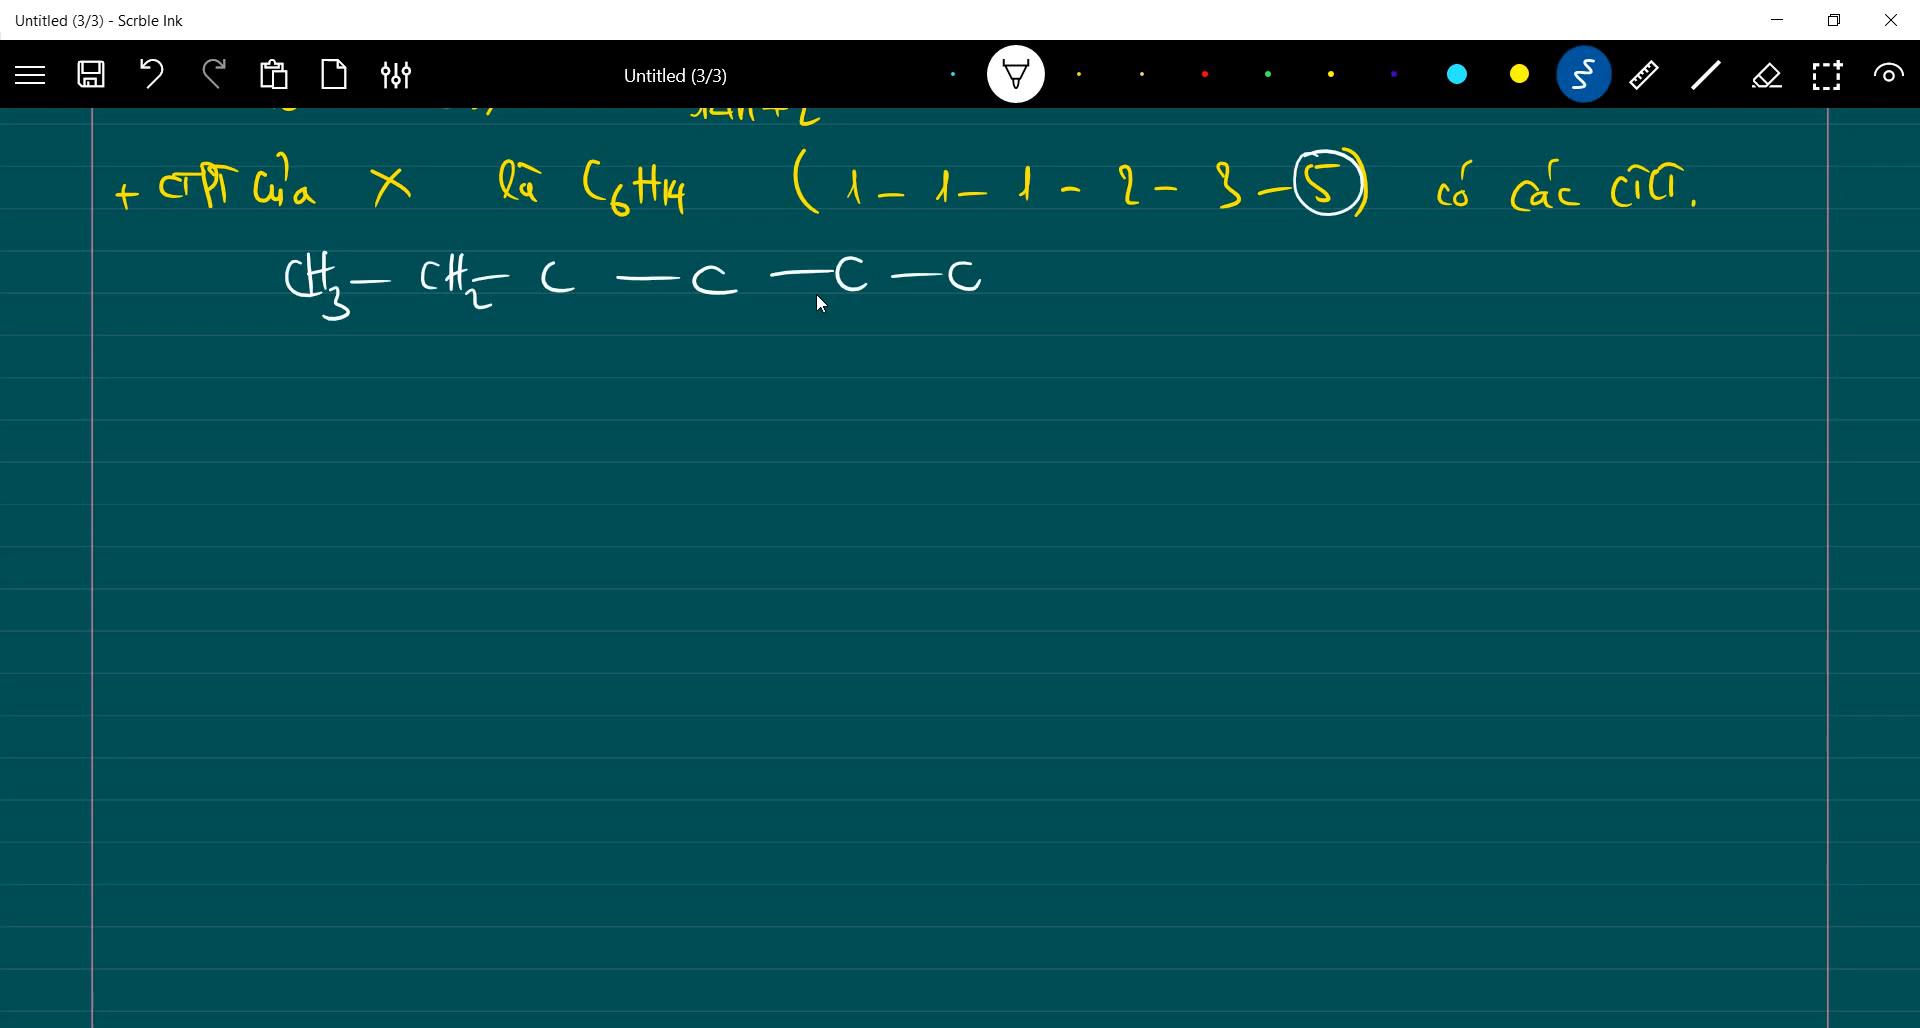 Untitled (3/3) - Scrble Ink
Untitled (3/3)
+ CTPT của X là C₆H₁₄ (1 - 1 - 1 - 2 - 3 - 5) có các CTCT.
CH₃ - CH₂ - C - C - C - C